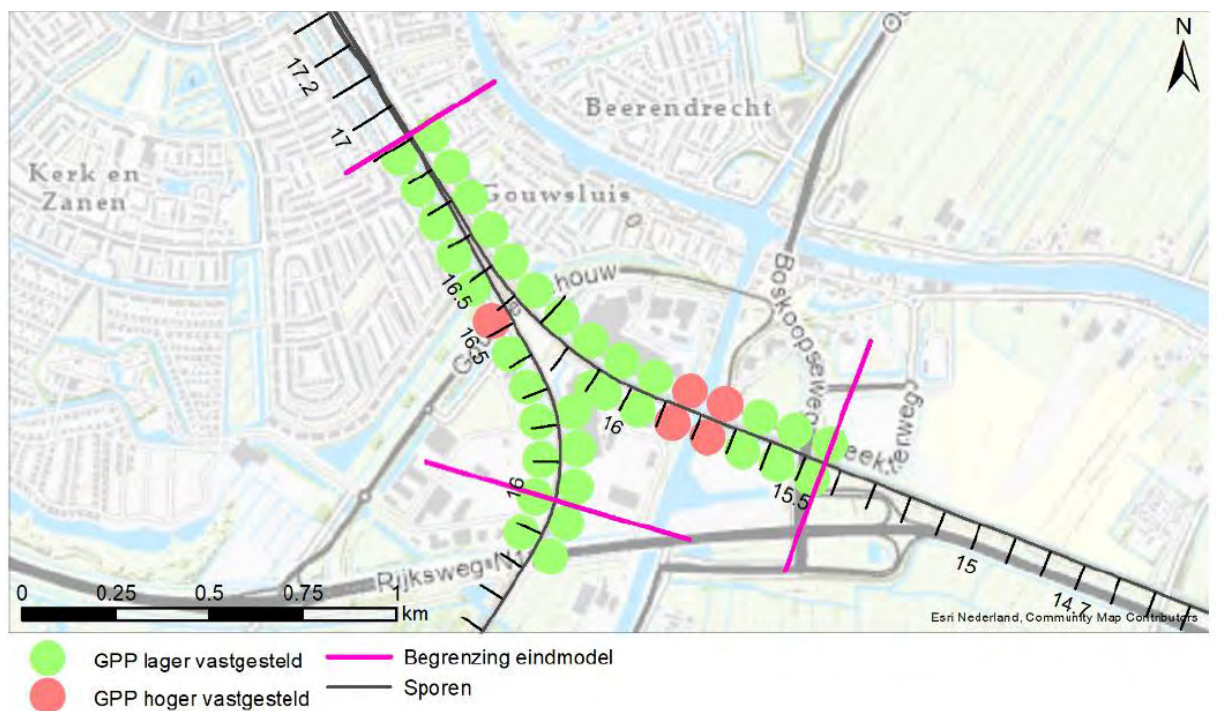 N
17.2
17
Beerendrecht
Kerk en
Zanen
Gouwsluis
houw
Boskoopseweg
16.5
16.5
16
16
15.5
15
14.7
0 0.25 0.5 0.75 1
km
Esri Nederland, Community Map Contributors
GPP lager vastgesteld
Begrenzing eindmodel
GPP hoger vastgesteld
Sporen